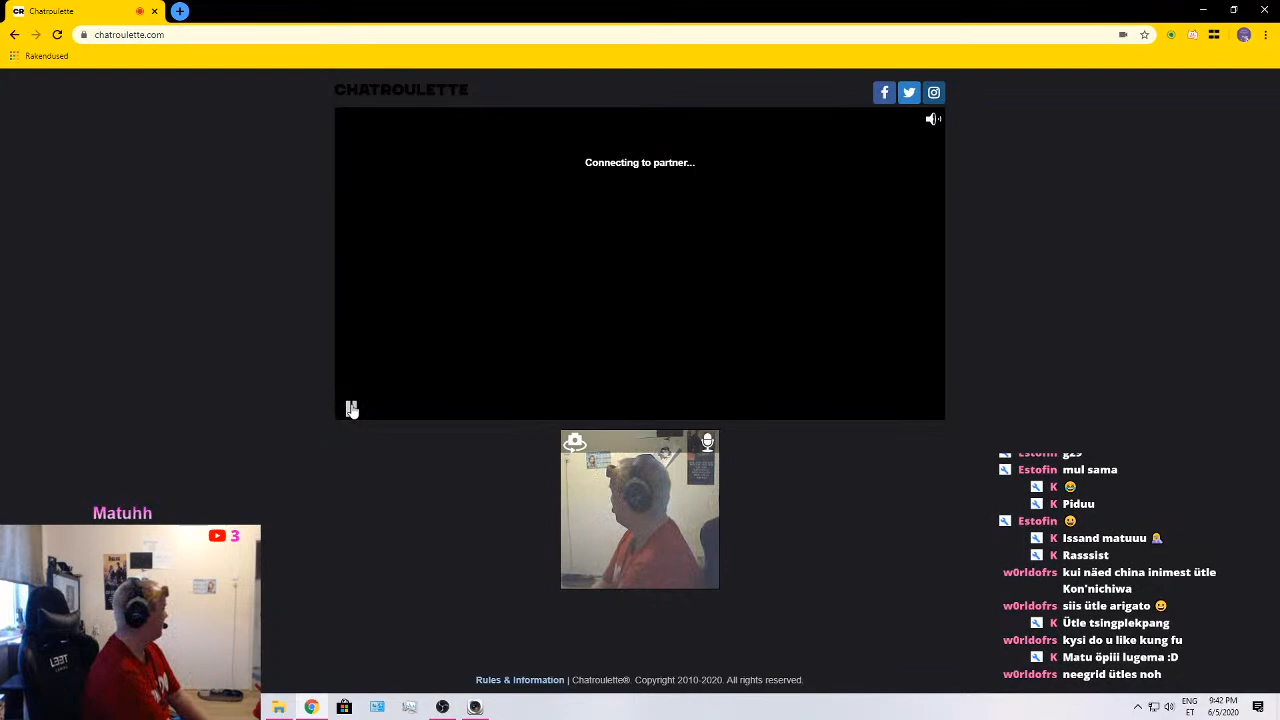 Chatroulette
chatroulette.com
Rakendused
CHATROULETTE
Connecting to partner...
Estofin g29
Estofin mul sama
K 😂
K Piduu
Estofin 😀
K Issand matuuu 🤦‍♀️
K Rasssist
w0rldofrs kui näed china inimest ütle
Kon'nichiwa
w0rldofrs siis ütle arigato 😀
K Ütle tsingplekpang
w0rldofrs kysi do u like kung fu
K Matu öpiii lugema :D
w0rldofrs neegrid ütles noh
Matuhh
3
Rules & Information | Chatroulette®. Copyright 2010-2020. All rights reserved.
ENG 9:42 PM
ET 6/5/2020